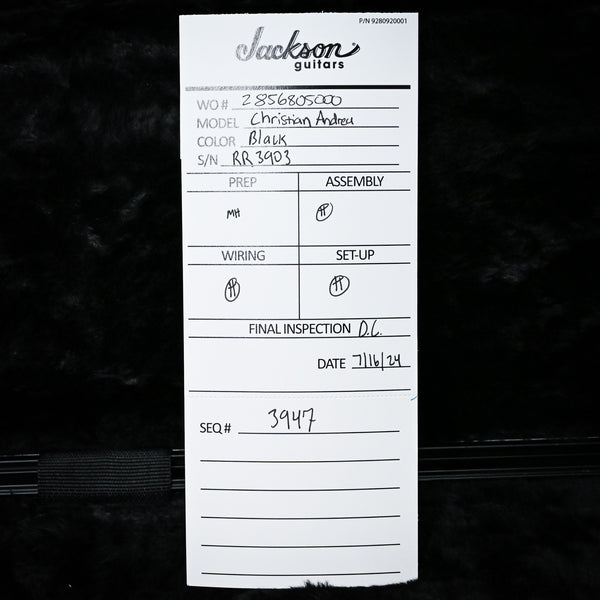 P/N 9280920001
Jackson
guitars
WO # 2856805000
MODEL Christian Andreu
COLOR Black
S/N RR3903
PREP ASSEMBLY
MH
WIRING SET-UP
FINAL INSPECTION D.C.
DATE 7/16/24
SEQ # 3947